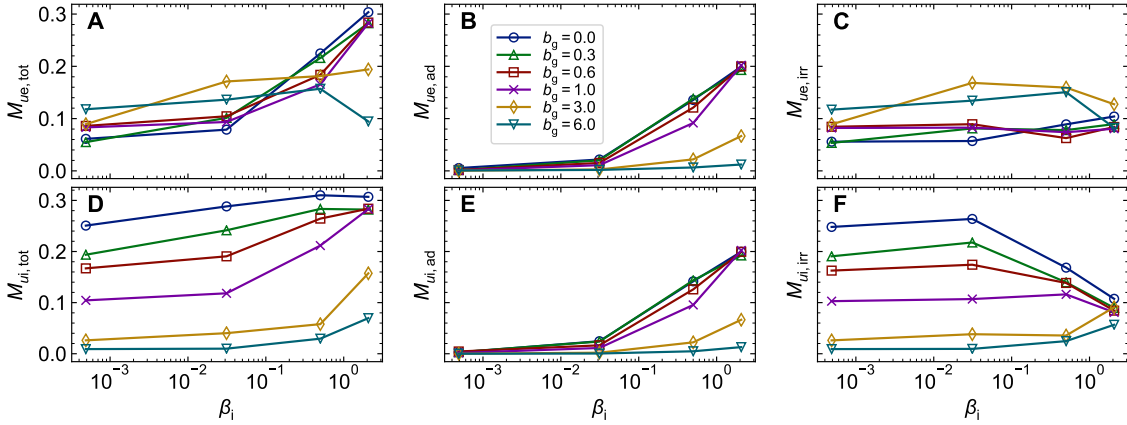 A
B
C
M_{ue,tot}
0.3
0.2
0.1
0.0
M_{ue,ad}
b_g = 0.0
b_g = 0.3
b_g = 0.6
b_g = 1.0
b_g = 3.0
b_g = 6.0
M_{ue,irr}
D
E
F
M_{ui,tot}
0.3
0.2
0.1
0.0
M_{ui,ad}
M_{ui,irr}
10^{−3} 10^{−2} 10^{−1} 10^{0}
10^{−3} 10^{−2} 10^{−1} 10^{0}
10^{−3} 10^{−2} 10^{−1} 10^{0}
β_i
β_i
β_i